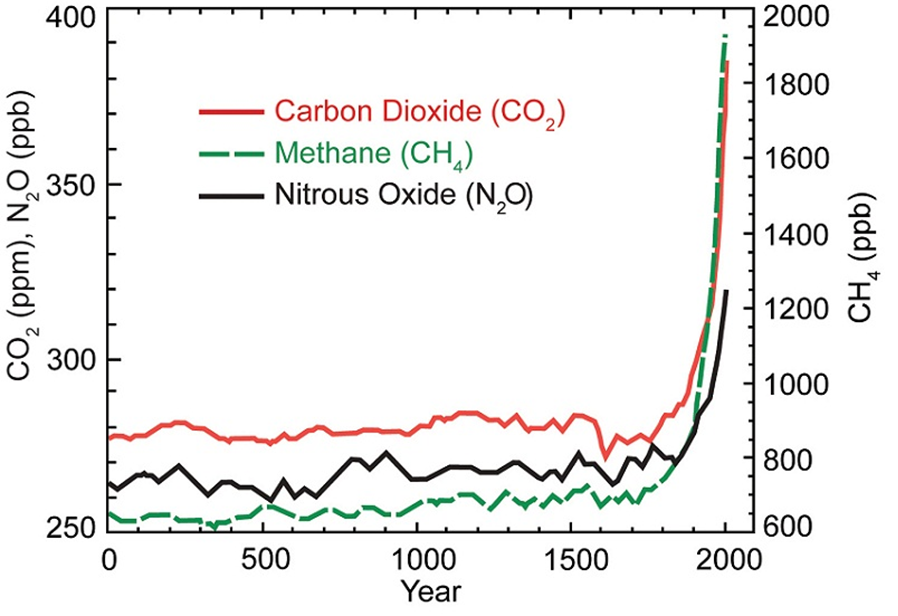 400
350
300
250
CO₂ (ppm), N₂O (ppb)
Carbon Dioxide (CO₂)
Methane (CH₄)
Nitrous Oxide (N₂O)
2000
1800
1600
1400
1200
1000
800
600
CH₄ (ppb)
0 500 1000 1500 2000
Year